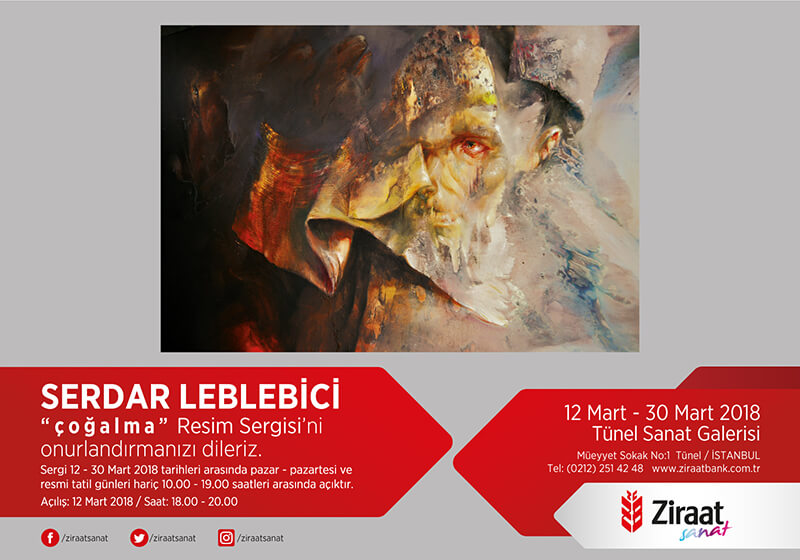 SERDAR LEBLEBİCİ
“çoğalma” Resim Sergisi’ni
onurlandırmanızı dileriz.
Sergi 12 - 30 Mart 2018 tarihleri arasında pazar - pazartesi ve
resmi tatil günleri hariç 10.00 - 19.00 saatleri arasında açıktır.
Açılış: 12 Mart 2018 / Saat: 18.00 - 20.00
/ziraatsanat
/ziraatsanat
/ziraatsanat
12 Mart - 30 Mart 2018
Tünel Sanat Galerisi
Müeyyet Sokak No:1 Tünel / İSTANBUL
Tel: (0212) 251 42 48 www.ziraatbank.com.tr
Ziraat
sanat